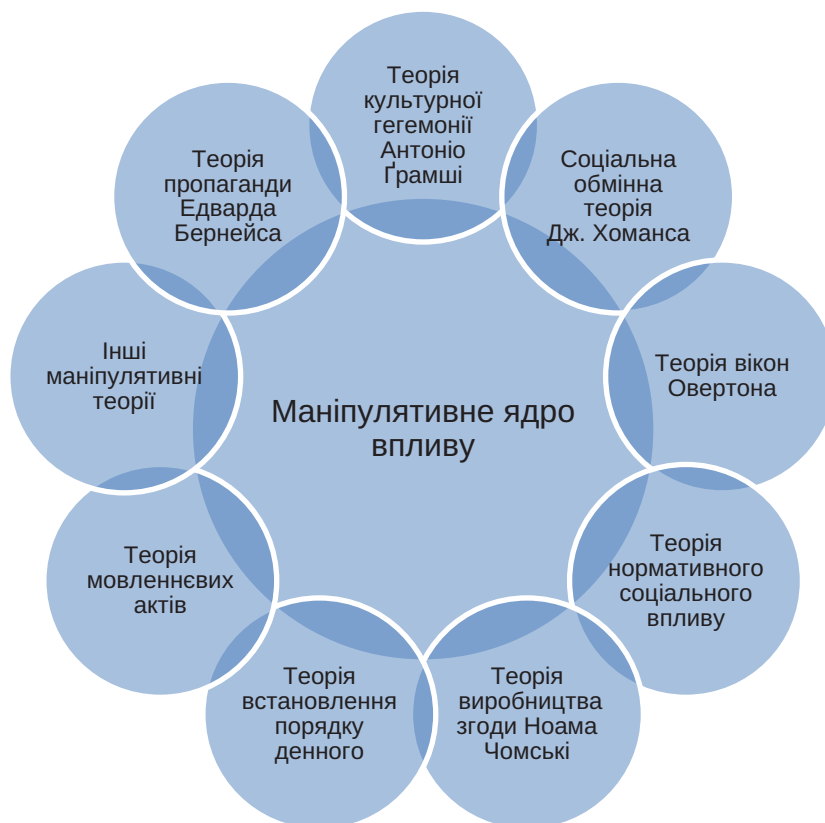 Теорія
культурної
гегемонії
Антоніо
Ґрамші
Соціальна
обмінна
теорія
Дж. Хоманса
Теорія вікон
Овертона
Теорія
нормативного
соціального
впливу
Теорія
виробництва
згоди Ноама
Чомські
Теорія
встановлення
порядку
денного
Теорія
мовленнєвих
актів
Інші
маніпулятивні
теорії
Теорія
пропаганди
Едварда
Бернейса
Маніпулятивне ядро
впливу